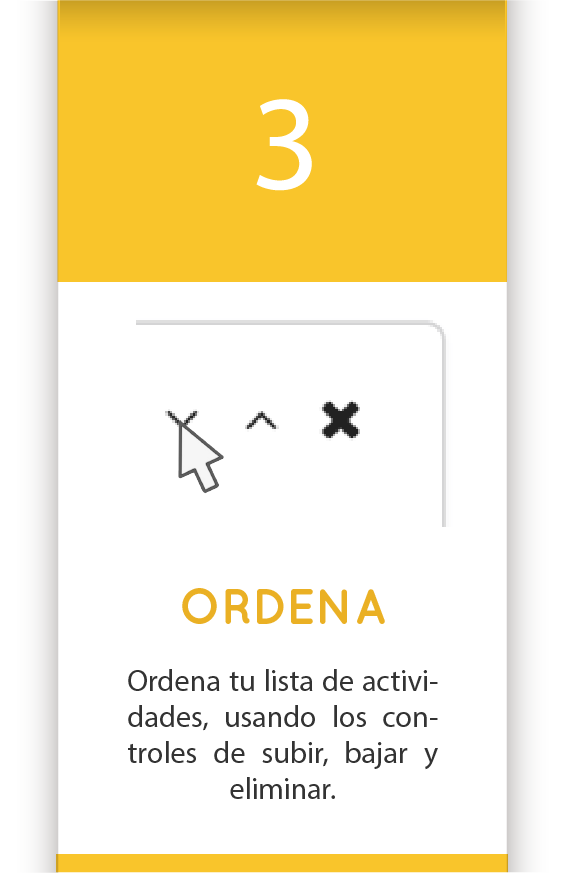 3
ORDENA
Ordena tu lista de activi-
dades, usando los con-
troles de subir, bajar y
eliminar.